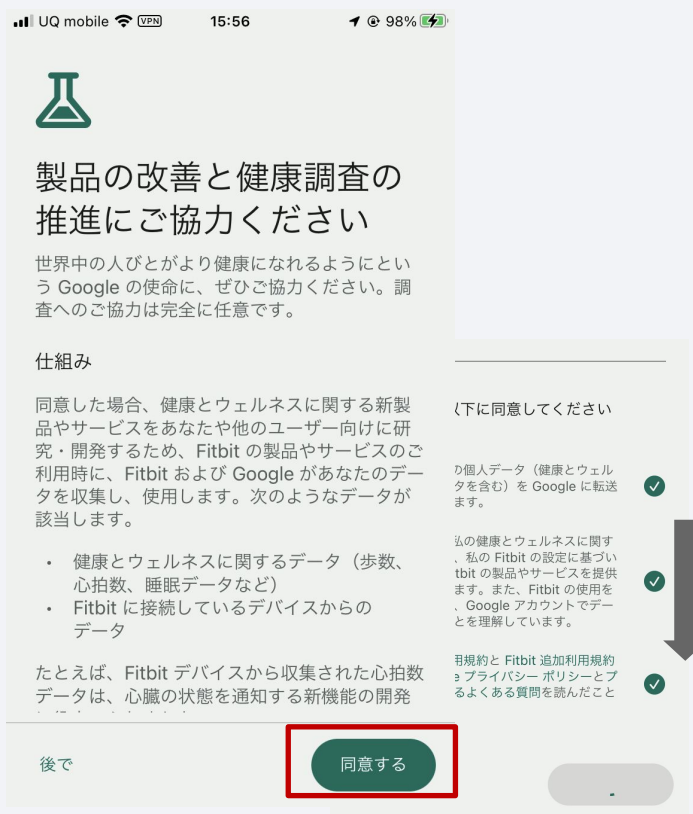 UQ mobile VPN 15:56 98%
製品の改善と健康調査の
推進にご協力ください
世界中の人びとがより健康になれるようにとい
う Google の使命に、ぜひご協力ください。調
査へのご協力は完全に任意です。
仕組み
同意した場合、健康とウェルネスに関する新製
品やサービスをあなたや他のユーザー向けに研
究・開発するため、Fitbit の製品やサービスのご
利用時に、Fitbit および Google があなたのデー
タを収集し、使用します。次のようなデータが
該当します。
• 健康とウェルネスに関するデータ（歩数、
心拍数、睡眠データなど）
• Fitbit に接続しているデバイスからの
データ
たとえば、Fitbit デバイスから収集された心拍数
データは、心臓の状態を通知する新機能の開発
後で
同意する
以下に同意してください
の個人データ（健康とウェル
タを含む）を Google に転送
ます。
私の健康とウェルネスに関す
、私の Fitbit の設定に基づい
tbit の製品やサービスを提供
ます。また、Fitbit の使用を
、Google アカウントでデー
とを理解しています。
用規約と Fitbit 追加利用規約
e プライバシー ポリシーとプ
るよくある質問を読んだこと